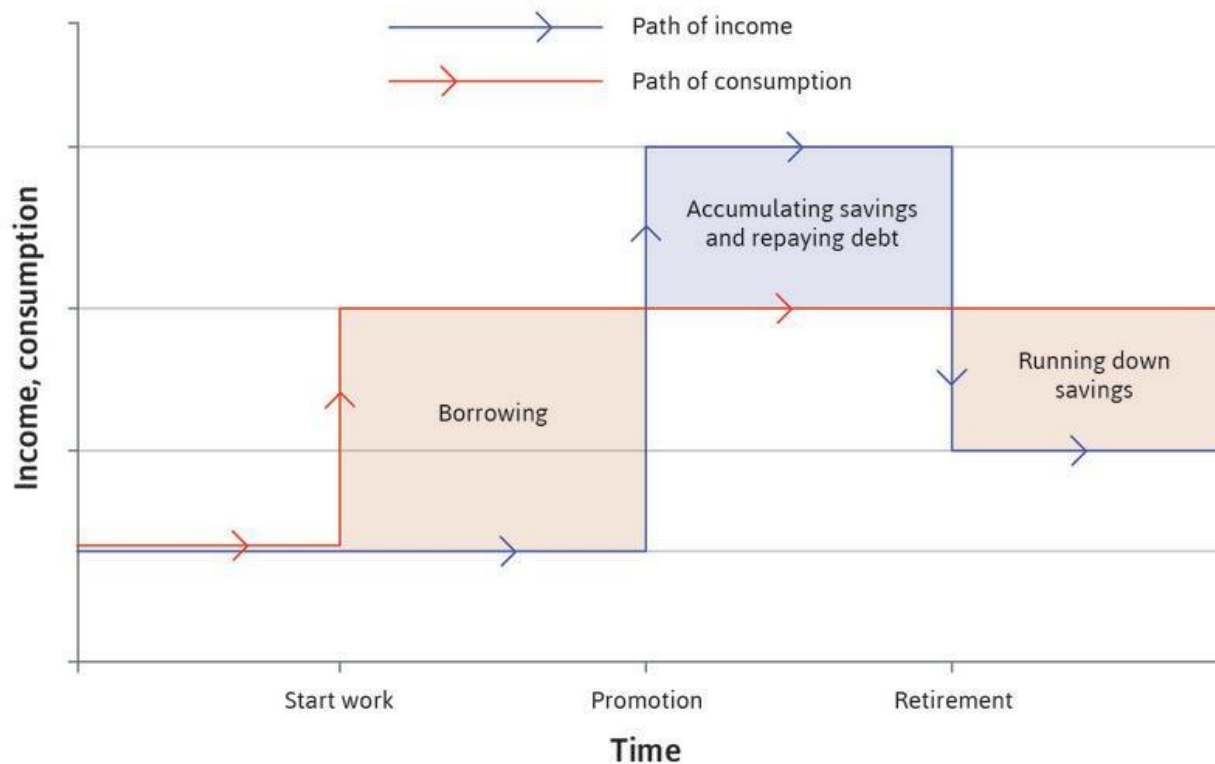 Path of income
Path of consumption
Income, consumption
Accumulating savings
and repaying debt
Borrowing
Running down
savings
Start work
Promotion
Retirement
Time